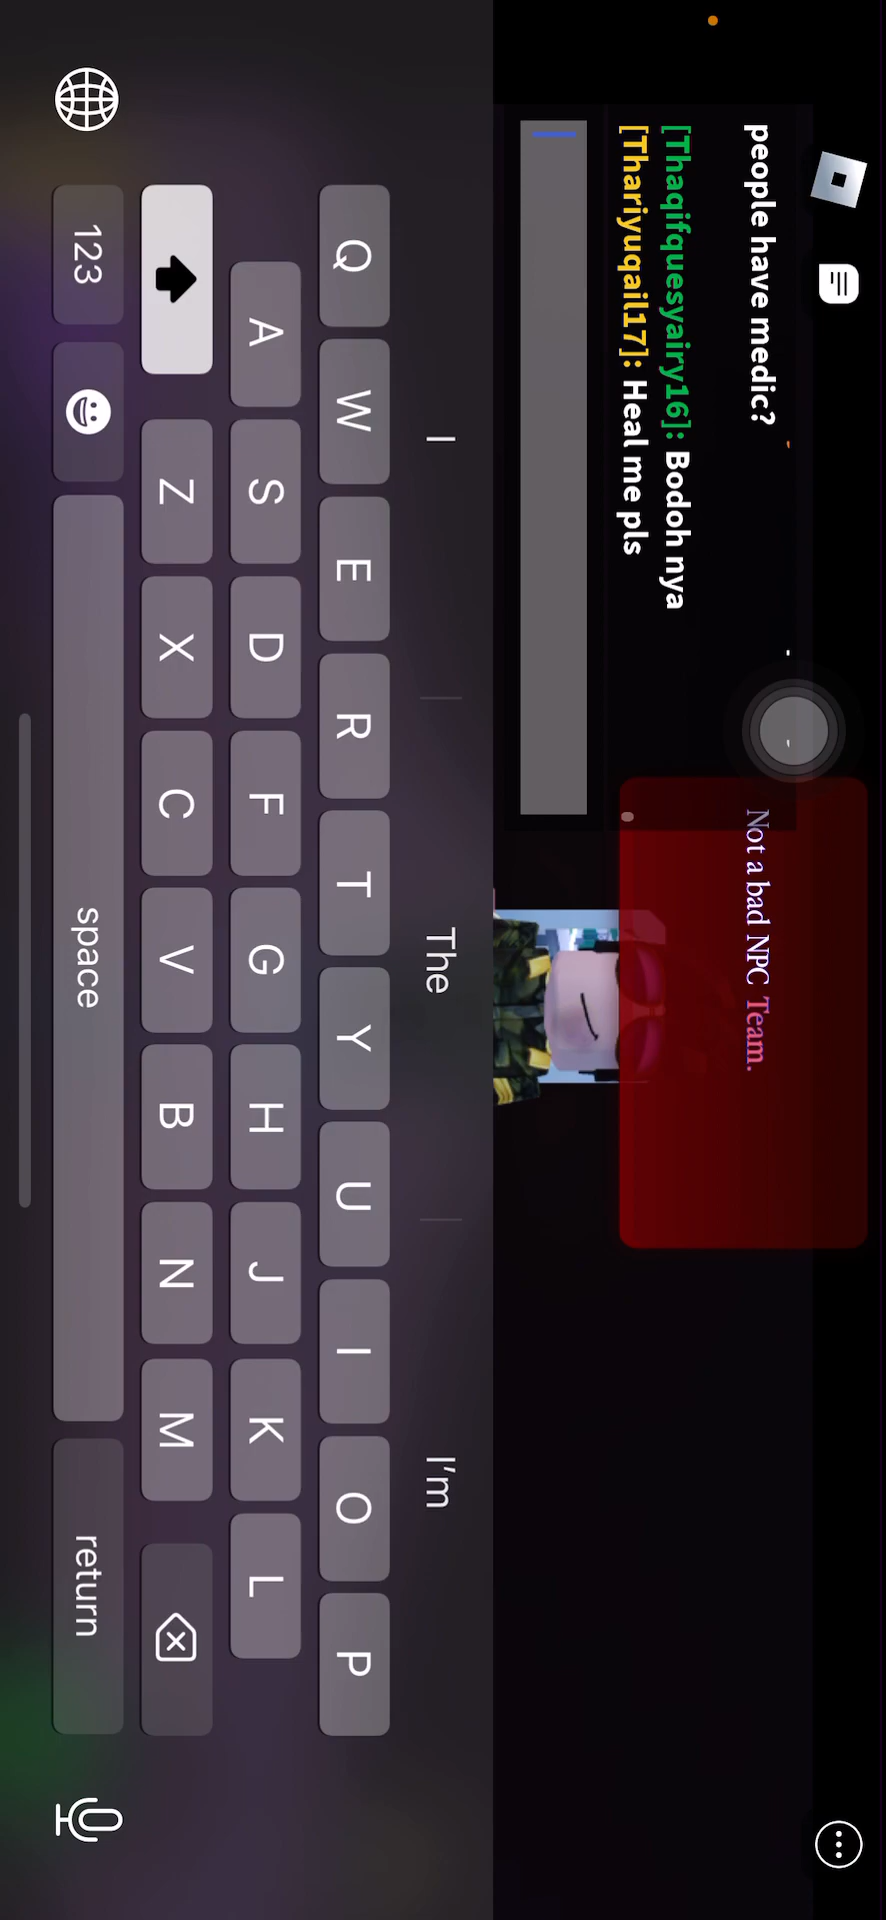 people have medic?
[Thaqifquesyairy16]: Bodoh nya
[Thariyuqail17]: Heal me pls
Not a bad NPC Team.
I
The
I'm
Q W E R T Y U I O P
A S D F G H J K L
Z X C V B N M
123
space
return